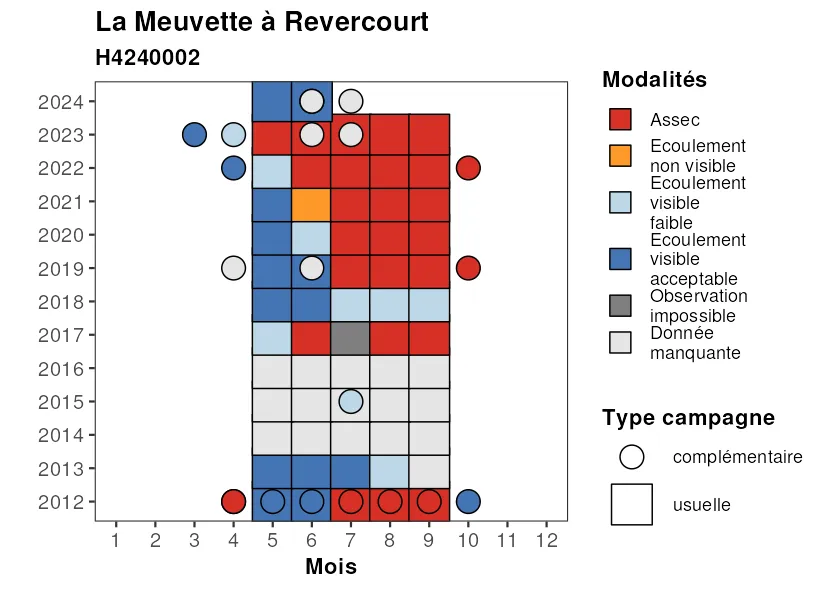 La Meuvette à Revercourt
H4240002
2024
2023
2022
2021
2020
2019
2018
2017
2016
2015
2014
2013
2012
1 2 3 4 5 6 7 8 9 10 11 12
Mois
Modalités
Assec
Ecoulement
non visible
Ecoulement
visible
faible
Ecoulement
visible
acceptable
Observation
impossible
Donnée
manquante
Type campagne
complémentaire
usuelle